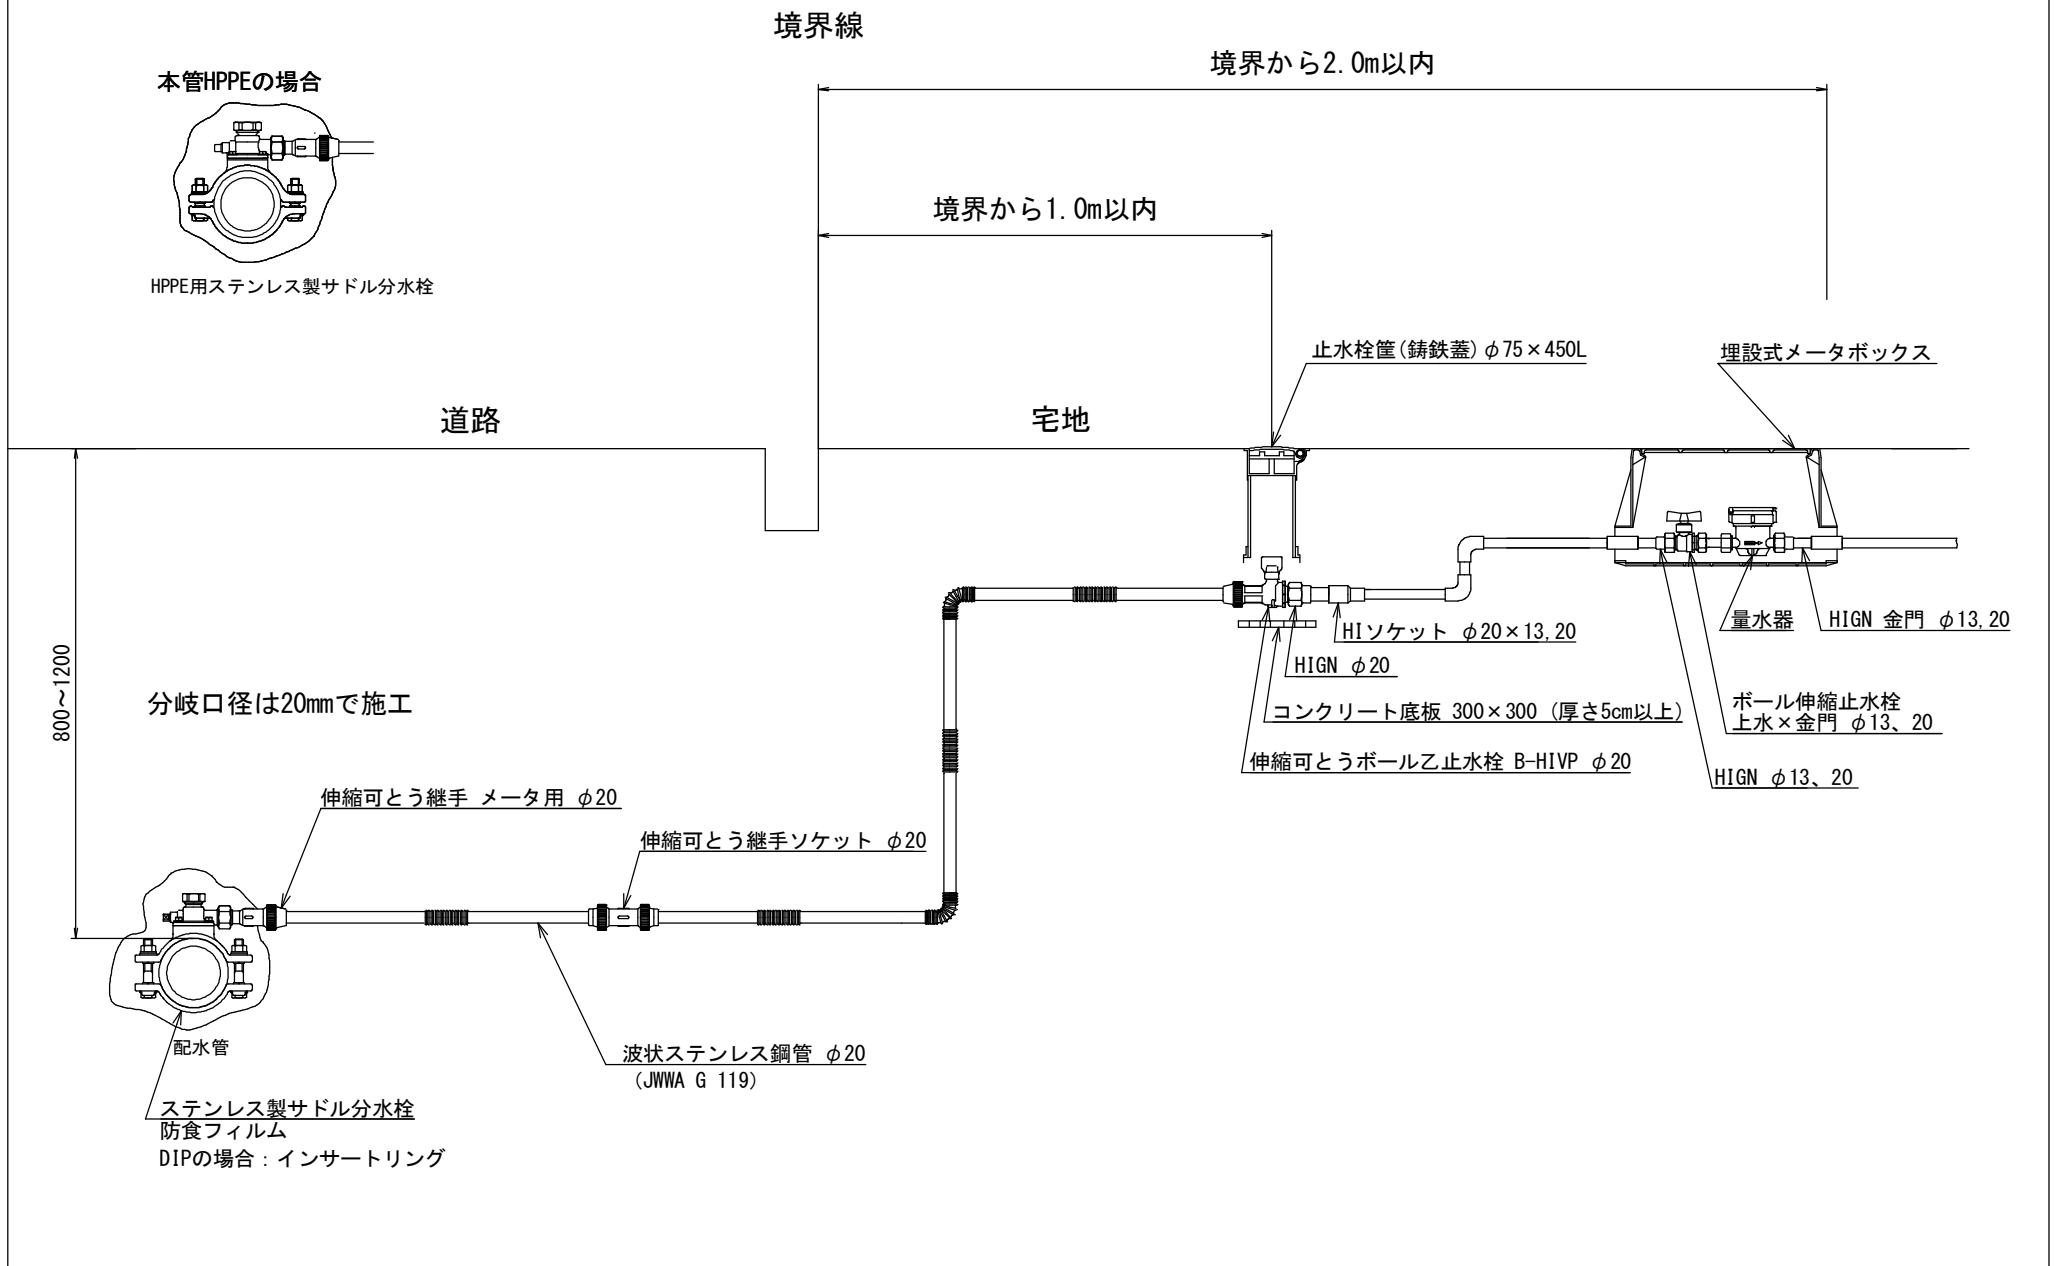 境界線
境界から2.0m以内
本管HPPEの場合
境界から1.0m以内
HPPE用ステンレス製サドル分水栓
止水栓筐(鋳鉄蓋)φ75×450L
埋設式メータボックス
道路
宅地
800~1200
分岐口径は20mmで施工
HIソケット φ20×13,20
量水器
HIGN 金門 φ13,20
HIGN φ20
コンクリート底板 300×300 (厚さ5cm以上)
ボール伸縮止水栓
上水×金門 φ13、20
伸縮可とうボール乙止水栓 B-HIVP φ20
HIGN φ13、20
伸縮可とう継手 メータ用 φ20
伸縮可とう継手ソケット φ20
配水管
波状ステンレス鋼管 φ20
(JWWA G 119)
ステンレス製サドル分水栓
防食フィルム
DIPの場合:インサートリング